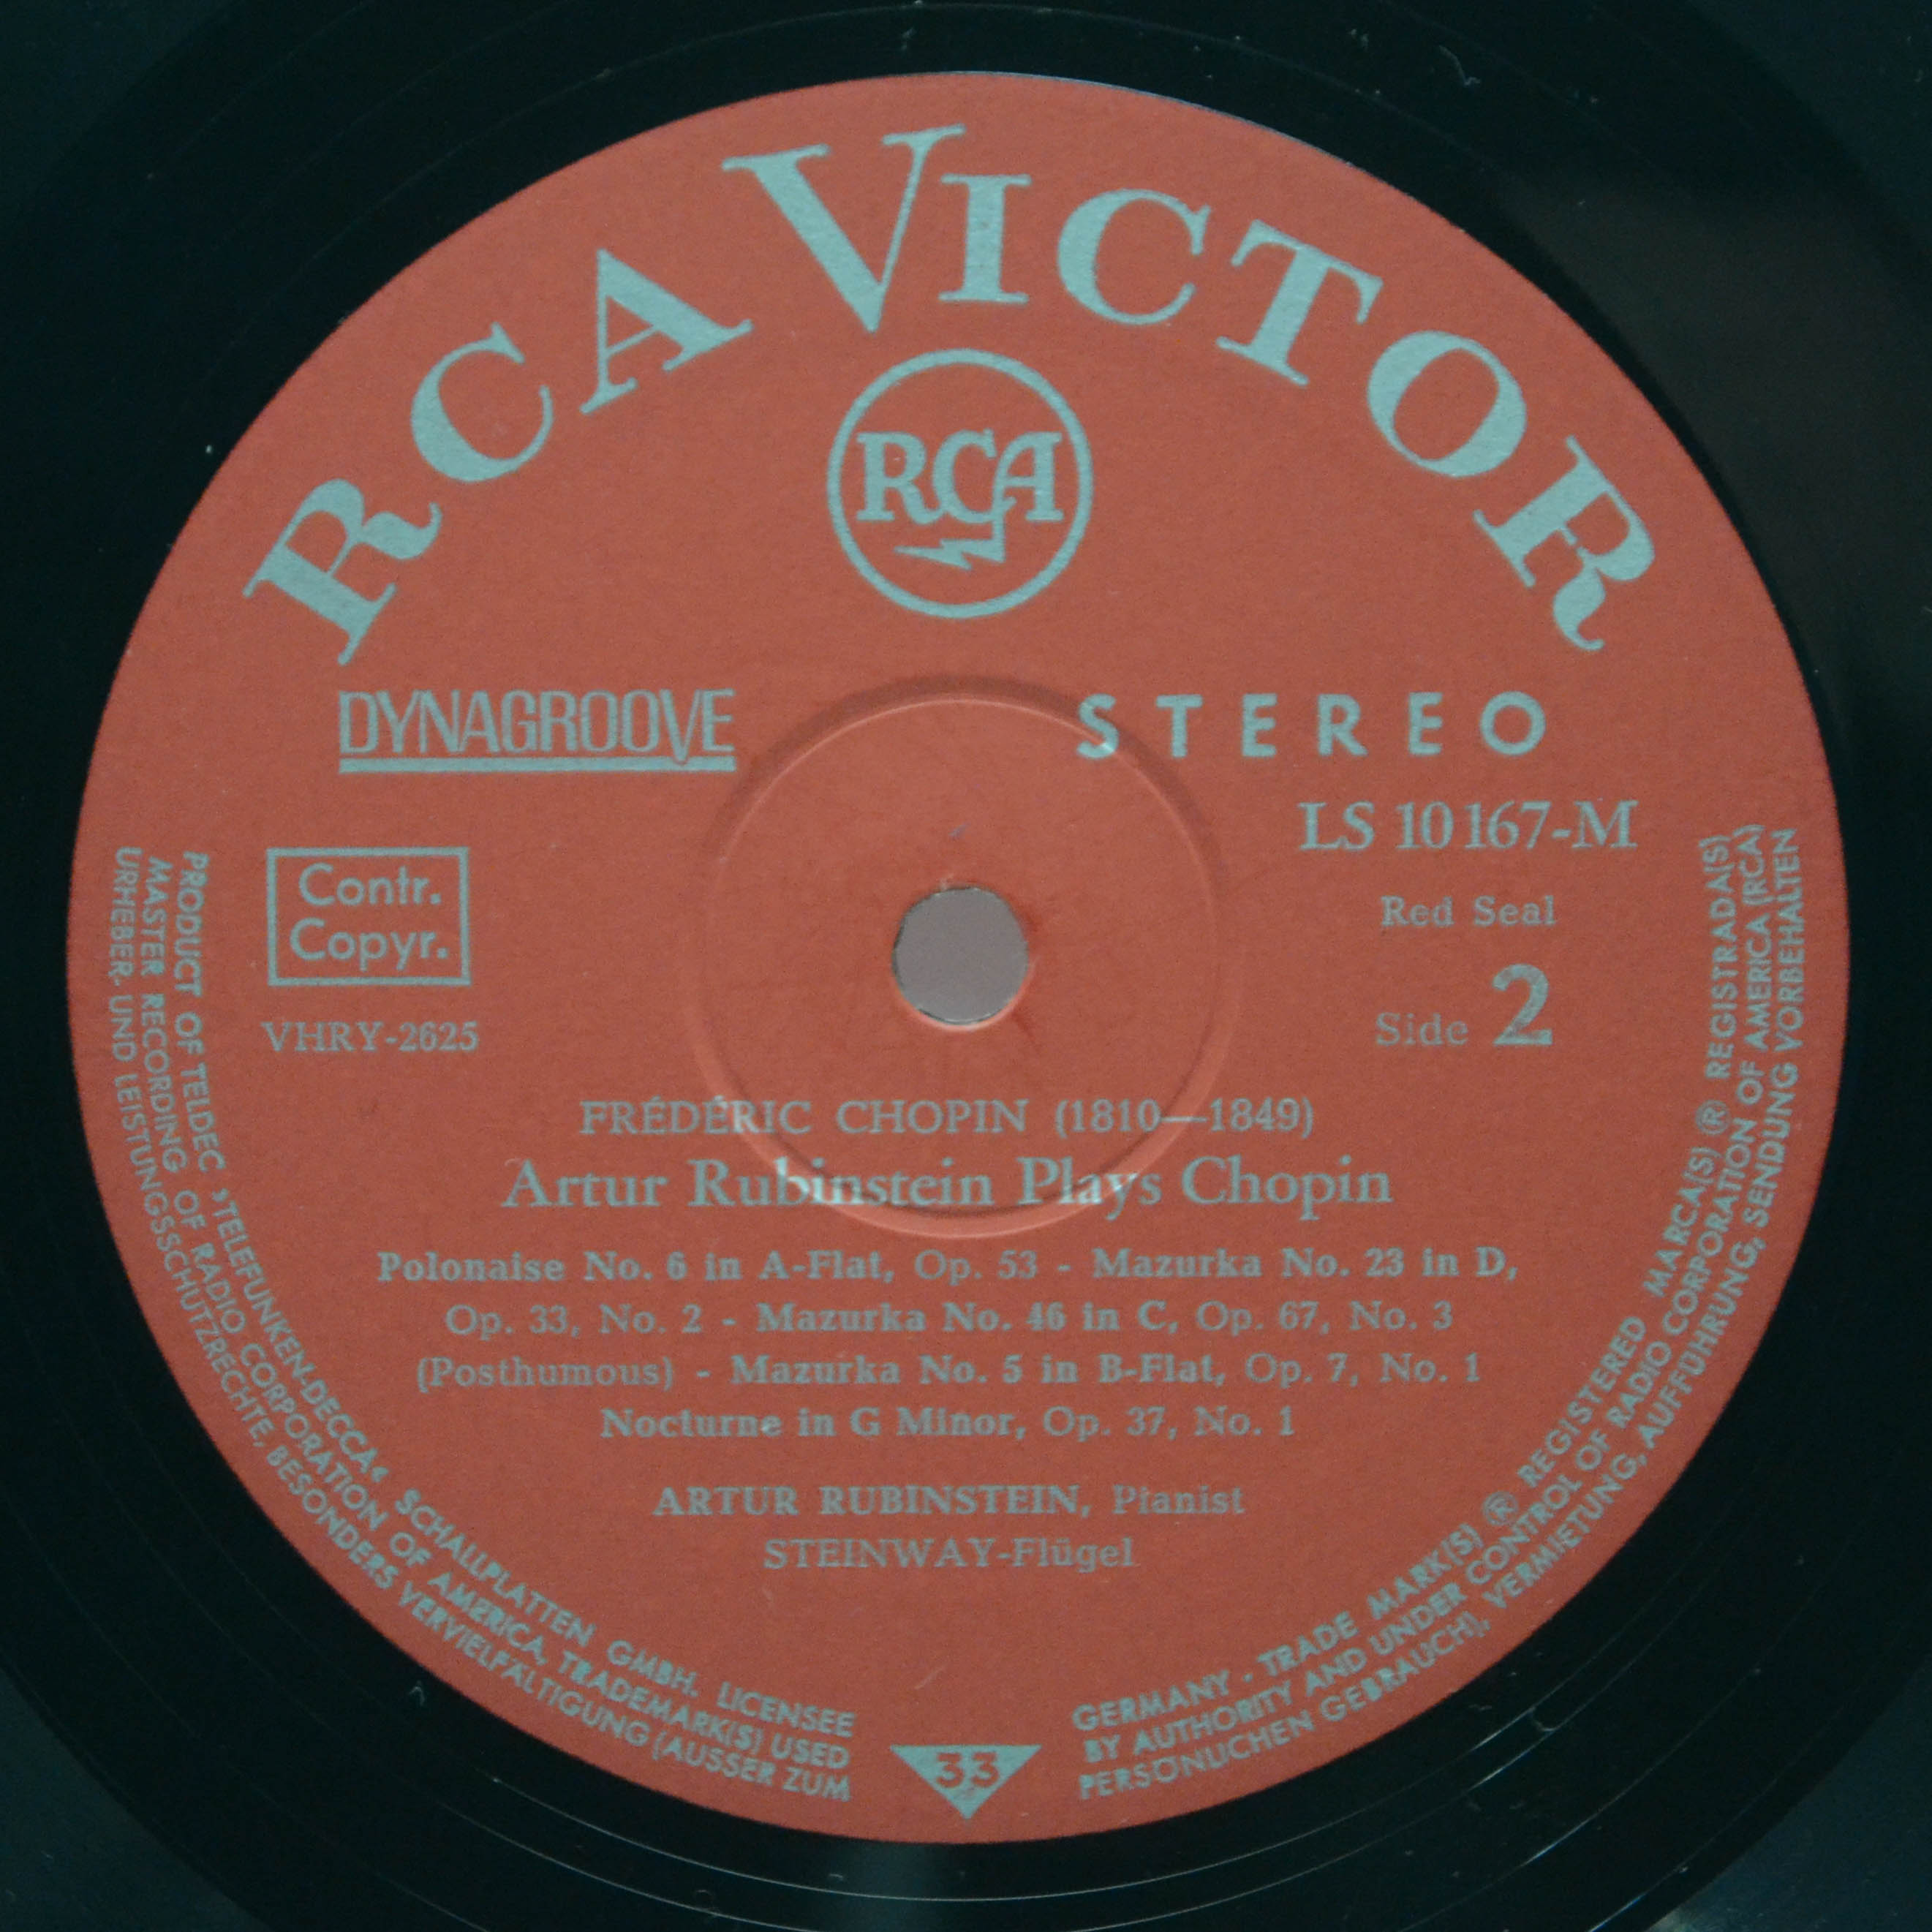 RCA VICTOR
RCA
DYNAGROOVE
STEREO
LS 10167-M
Contr.
Copyr.
Red Seal
VHRY-2625
Side 2
FRÉDÉRIC CHOPIN (1810—1849)
Artur Rubinstein Plays Chopin
Polonaise No. 6 in A-Flat, Op. 53 - Mazurka No. 23 in D,
Op. 33, No. 2 - Mazurka No. 46 in C, Op. 67, No. 3
(Posthumous) - Mazurka No. 5 in B-Flat, Op. 7, No. 1
Nocturne in G Minor, Op. 37, No. 1
ARTUR RUBINSTEIN, Pianist
STEINWAY-Flügel
PRODUCT OF TELDEC ›TELEFUNKEN-DECCA‹ SCHALLPLATTEN GMBH. LICENSEE
MASTER RECORDING OF RADIO CORPORATION OF AMERICA, TRADEMARK(S) USED
URHEBER- UND LEISTUNGSSCHUTZRECHTE, BESONDERS VERVIELFÄLTIGUNG (AUSSER ZUM
33
GERMANY - TRADE MARK(S) ® REGISTERED MARCA(S) ® REGISTRADA(S)
BY AUTHORITY AND UNDER CONTROL OF RADIO CORPORATION OF AMERICA (RCA)
PERSÖNLICHEN GEBRAUCH), VERMIETUNG, AUFFÜHRUNG, SENDUNG VORBEHALTEN